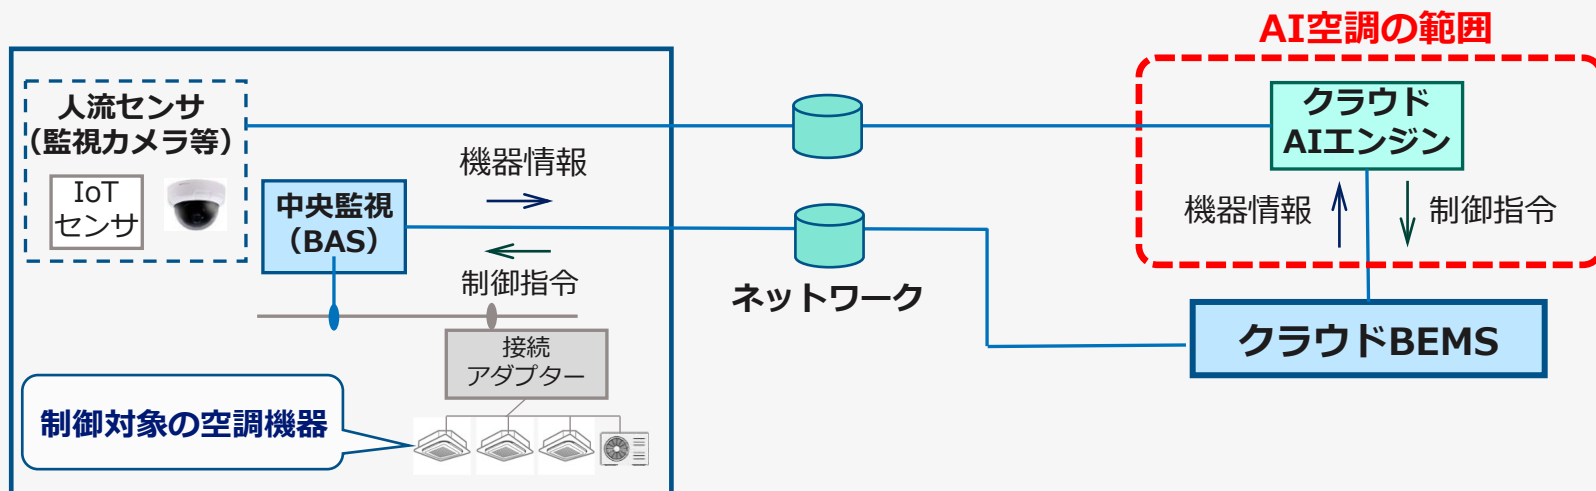 AI空調の範囲
人流センサ
（監視カメラ等）
IoT
センサ
中央監視
（BAS）
機器情報
制御指令
接続
アダプター
制御対象の空調機器
ネットワーク
クラウド
AIエンジン
機器情報
制御指令
クラウドBEMS